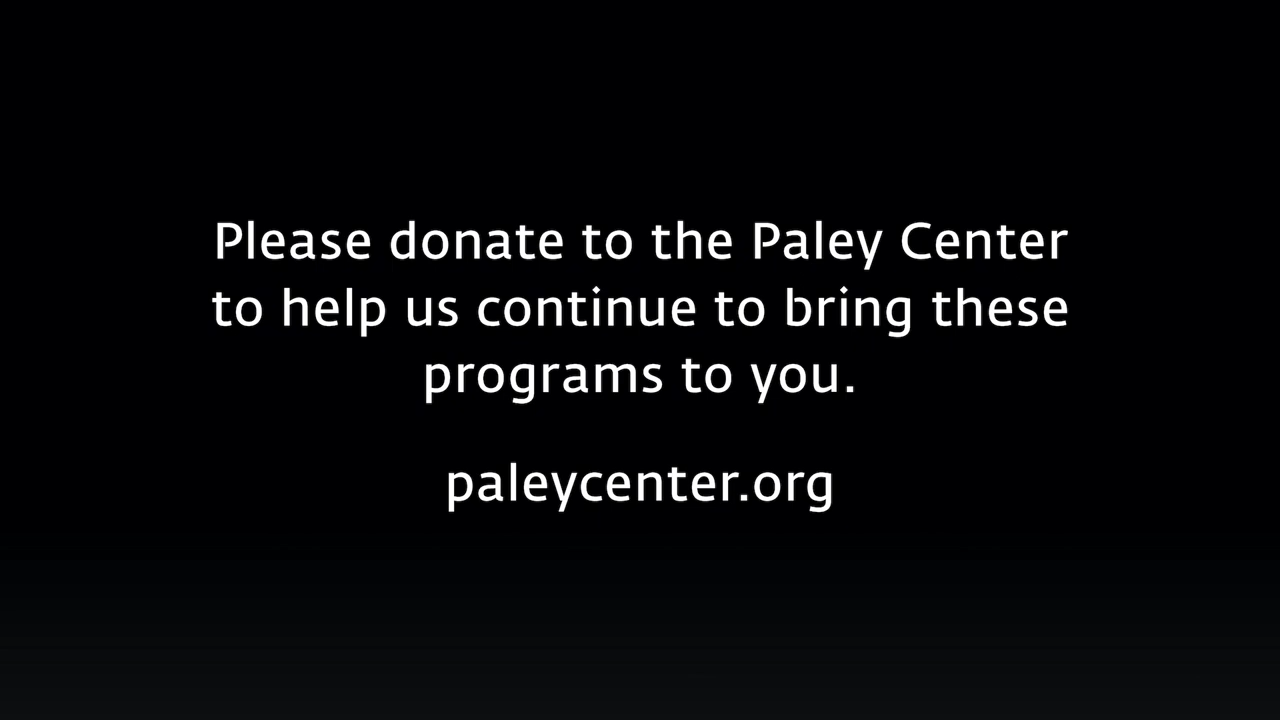 Please donate to the Paley Center
to help us continue to bring these
programs to you.
paleycenter.org